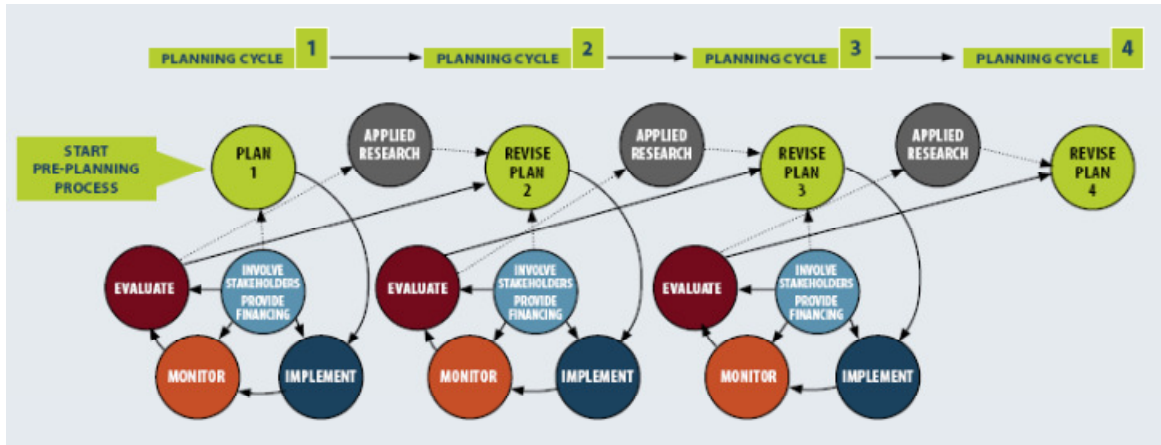 PLANNING CYCLE 1
PLANNING CYCLE 2
PLANNING CYCLE 3
PLANNING CYCLE 4
START
PRE-PLANNING
PROCESS
PLAN
1
APPLIED
RESEARCH
REVISE
PLAN
2
APPLIED
RESEARCH
REVISE
PLAN
3
APPLIED
RESEARCH
REVISE
PLAN
4
EVALUATE
INVOLVE
STAKEHOLDERS
PROVIDE
FINANCING
MONITOR
IMPLEMENT
EVALUATE
INVOLVE
STAKEHOLDERS
PROVIDE
FINANCING
MONITOR
IMPLEMENT
EVALUATE
INVOLVE
STAKEHOLDERS
PROVIDE
FINANCING
MONITOR
IMPLEMENT